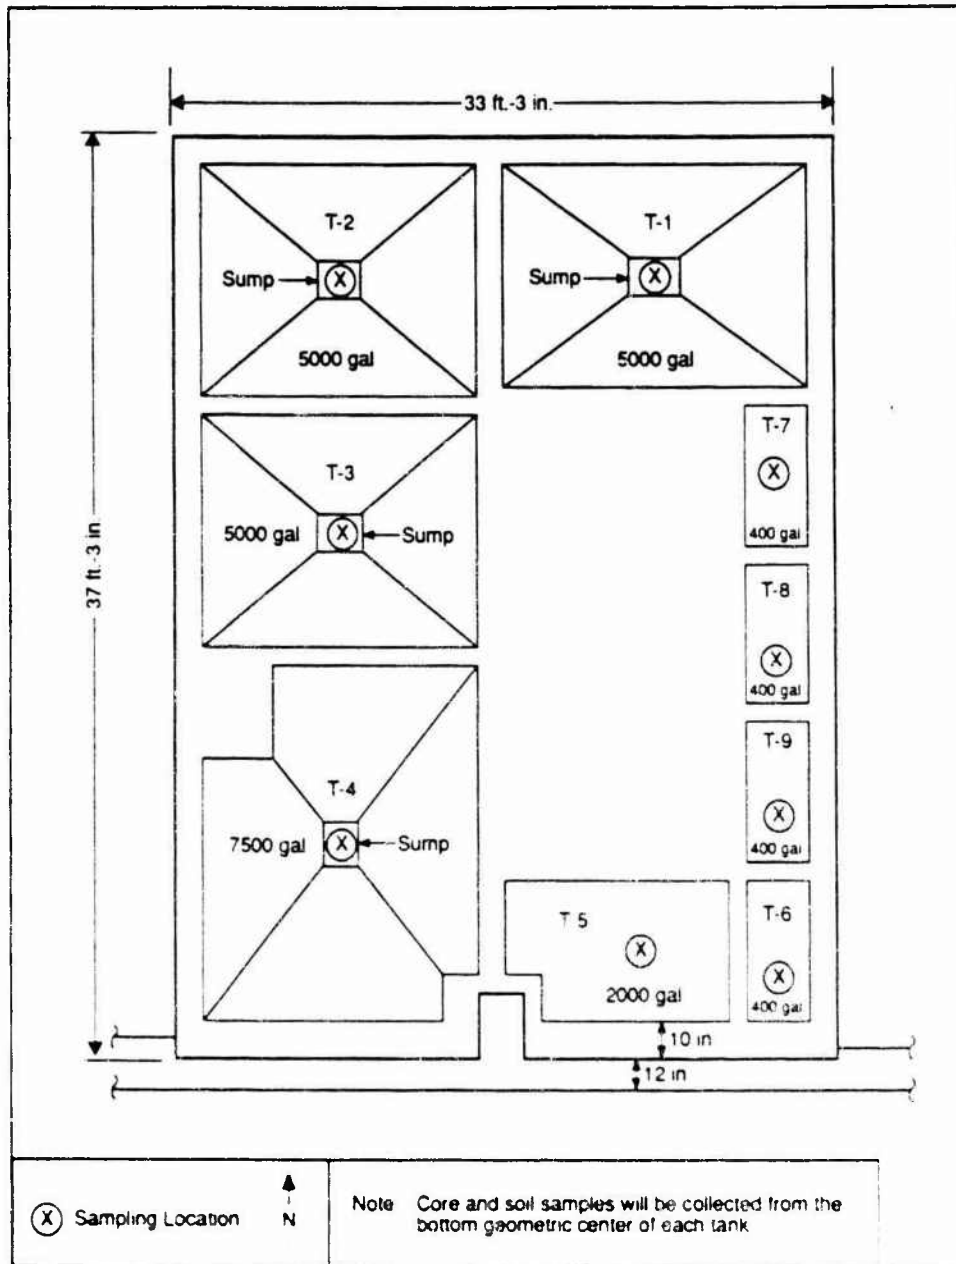 33 ft.-3 in.
37 ft.-3 in.
T-2
Sump
X
5000 gal
T-1
Sump
X
5000 gal
T-3
5000 gal
X
Sump
T-7
X
400 gal
T-8
X
400 gal
T-4
7500 gal
X
Sump
T-9
X
400 gal
T-5
X
2000 gal
T-6
X
400 gal
10 in
12 in
X Sampling Location
N
Note Core and soil samples will be collected from the
bottom geometric center of each tank